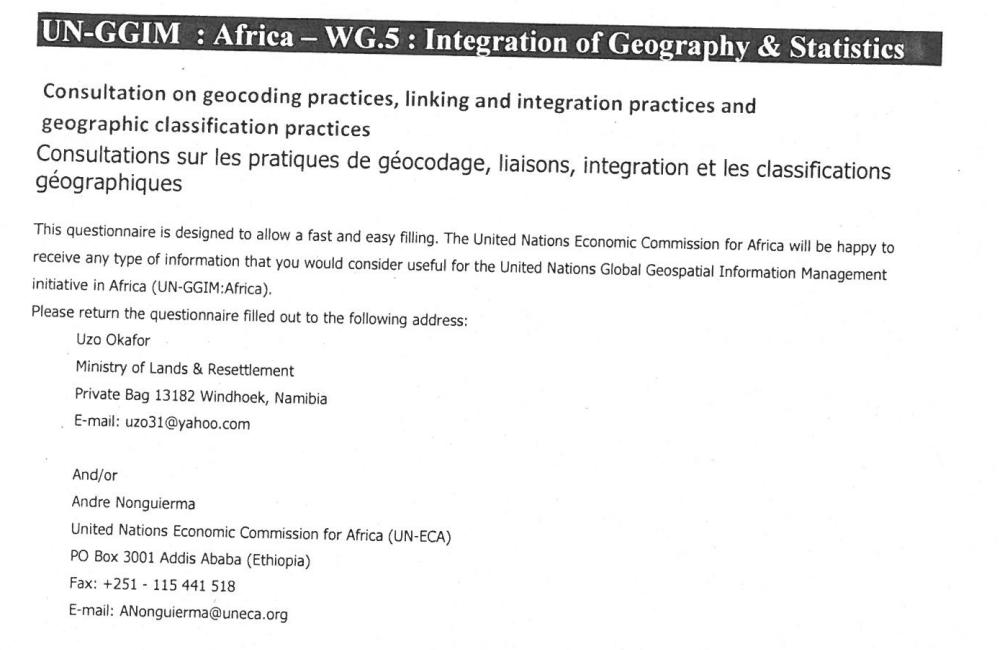 UN-GGIM : Africa – WG.5 : Integration of Geography & Statistics
Consultation on geocoding practices, linking and integration practices and
geographic classification practices
Consultations sur les pratiques de géocodage, liaisons, integration et les classifications
géographiques
This questionnaire is designed to allow a fast and easy filling. The United Nations Economic Commission for Africa will be happy to
receive any type of information that you would consider useful for the United Nations Global Geospatial Information Management
initiative in Africa (UN-GGIM:Africa).
Please return the questionnaire filled out to the following address:
Uzo Okafor
Ministry of Lands & Resettlement
Private Bag 13182 Windhoek, Namibia
E-mail: uzo31@yahoo.com
And/or
Andre Nonguierma
United Nations Economic Commission for Africa (UN-ECA)
PO Box 3001 Addis Ababa (Ethiopia)
Fax: +251 - 115 441 518
E-mail: ANonguierma@uneca.org